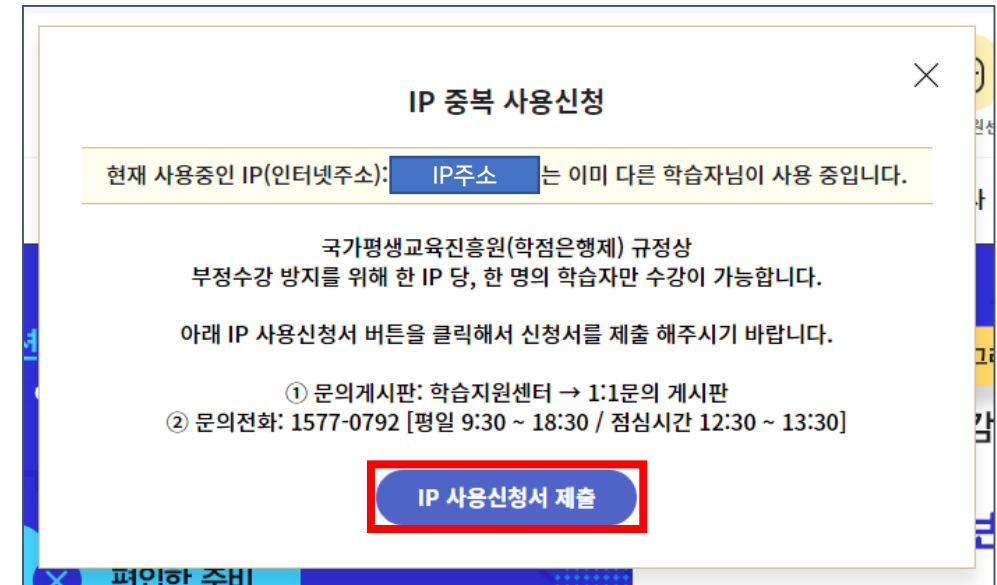 IP 중복 사용신청
현재 사용중인 IP(인터넷주소): IP주소 는 이미 다른 학습자님이 사용 중입니다.
국가평생교육진흥원(학점은행제) 규정상
부정수강 방지를 위해 한 IP 당, 한 명의 학습자만 수강이 가능합니다.
아래 IP 사용신청서 버튼을 클릭해서 신청서를 제출 해주시기 바랍니다.
① 문의게시판: 학습지원센터 → 1:1문의 게시판
② 문의전화: 1577-0792 [평일 9:30 ~ 18:30 / 점심시간 12:30 ~ 13:30]
IP 사용신청서 제출
편안한 준비